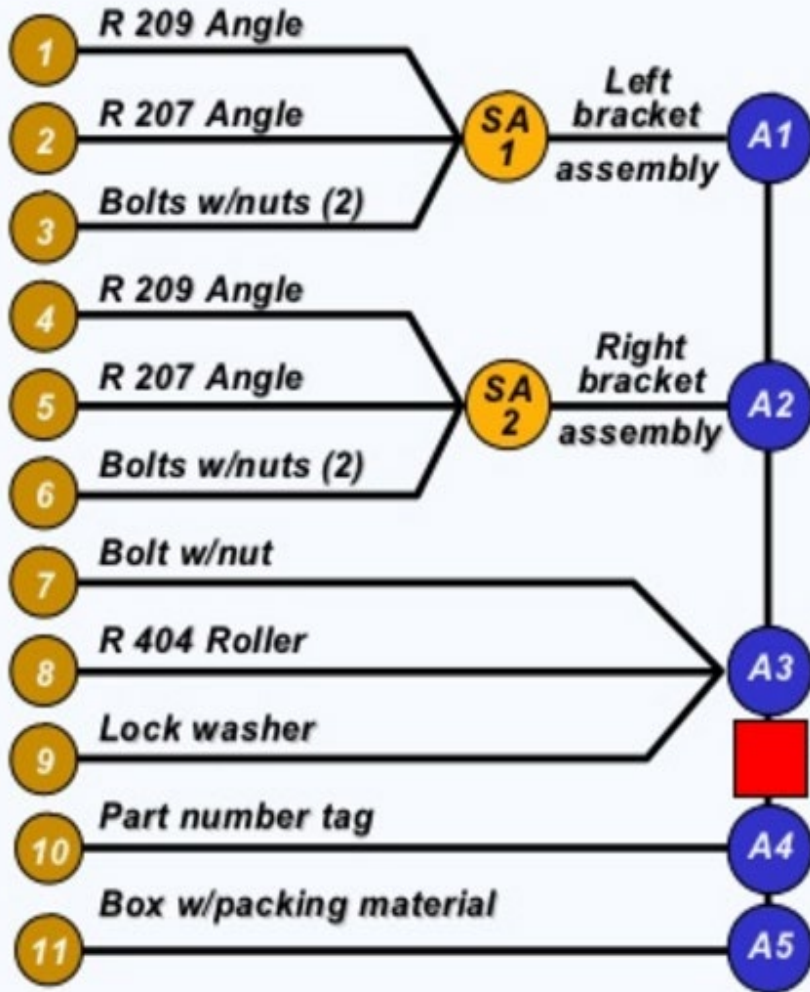 1 R 209 Angle
2 R 207 Angle
3 Bolts w/nuts (2)
SA
1
Left
bracket
assembly
A1
4 R 209 Angle
5 R 207 Angle
6 Bolts w/nuts (2)
SA
2
Right
bracket
assembly
A2
7 Bolt w/nut
8 R 404 Roller
9 Lock washer
A3
10 Part number tag
A4
11 Box w/packing material
A5